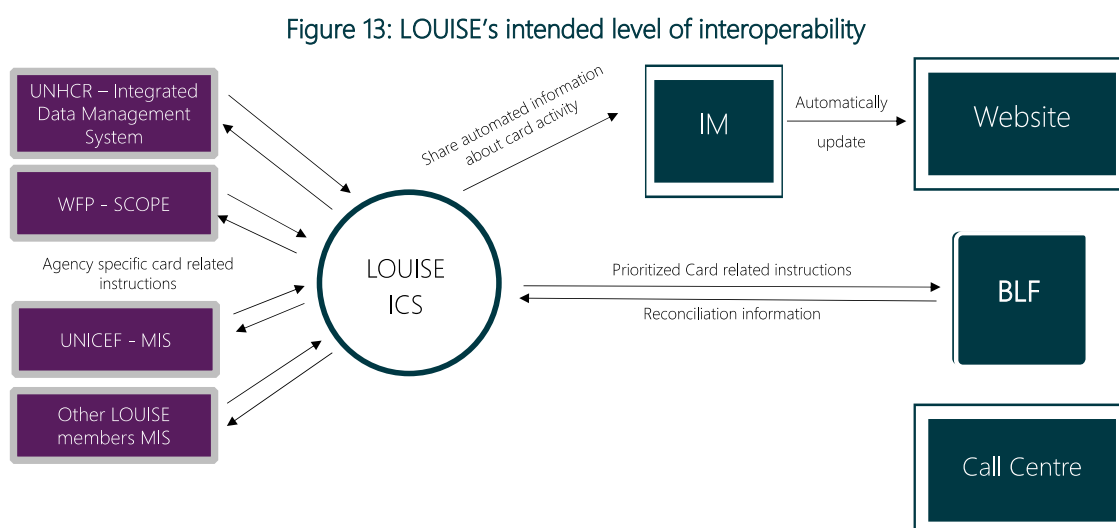 Figure 13: LOUISE's intended level of interoperability
UNHCR – Integrated
Data Management
System
WFP - SCOPE
Agency specific card related
instructions
UNICEF - MIS
Other LOUISE
members MIS
LOUISE
ICS
Share automated information
about card activity
IM
Automatically
update
Website
Prioritized Card related instructions
Reconciliation information
BLF
Call Centre